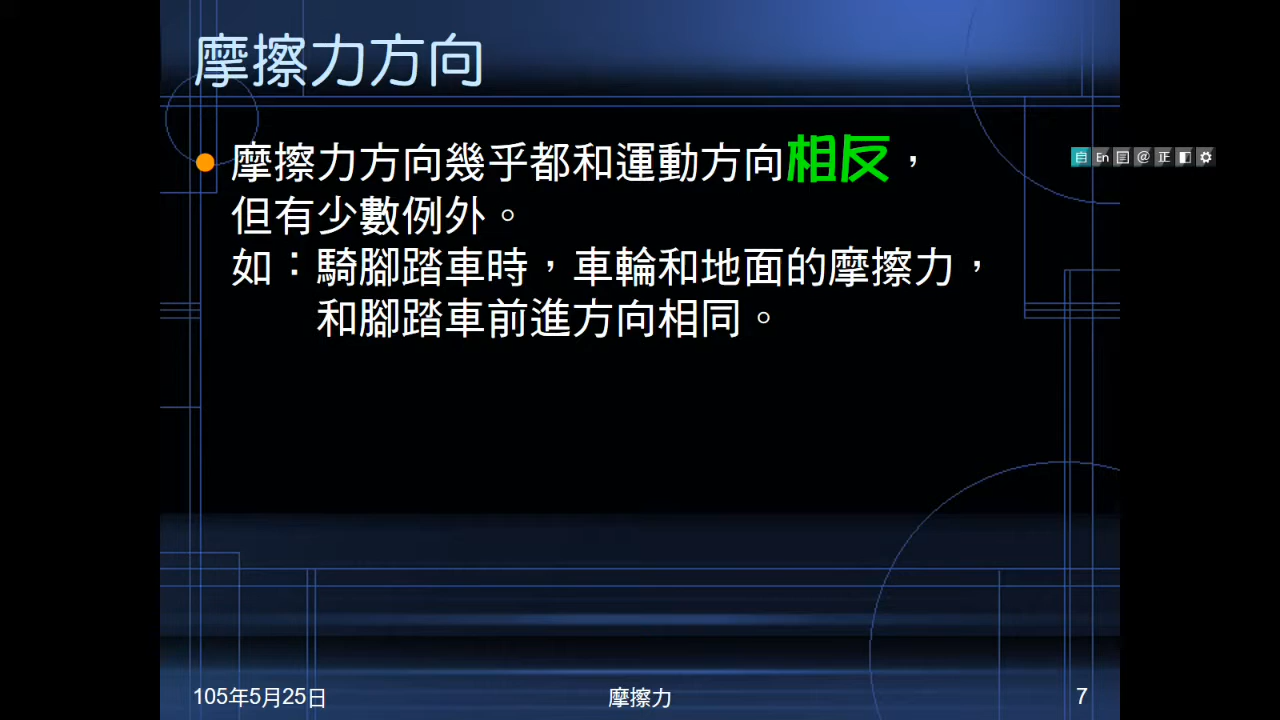 摩擦力方向
摩擦力方向幾乎都和運動方向相反，
但有少數例外。
如：騎腳踏車時，車輪和地面的摩擦力，
和腳踏車前進方向相同。
自 En @ 正
105年5月25日
摩擦力
7